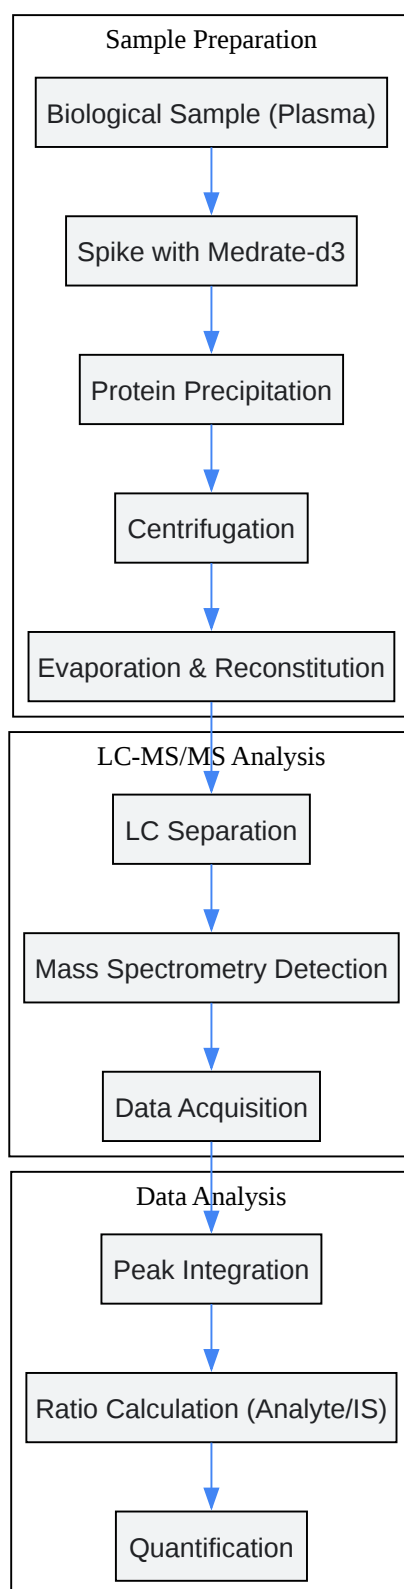 Sample Preparation
Biological Sample (Plasma)
Spike with Medrate-d3
Protein Precipitation
Centrifugation
Evaporation & Reconstitution
LC-MS/MS Analysis
LC Separation
Mass Spectrometry Detection
Data Acquisition
Data Analysis
Peak Integration
Ratio Calculation (Analyte/IS)
Quantification